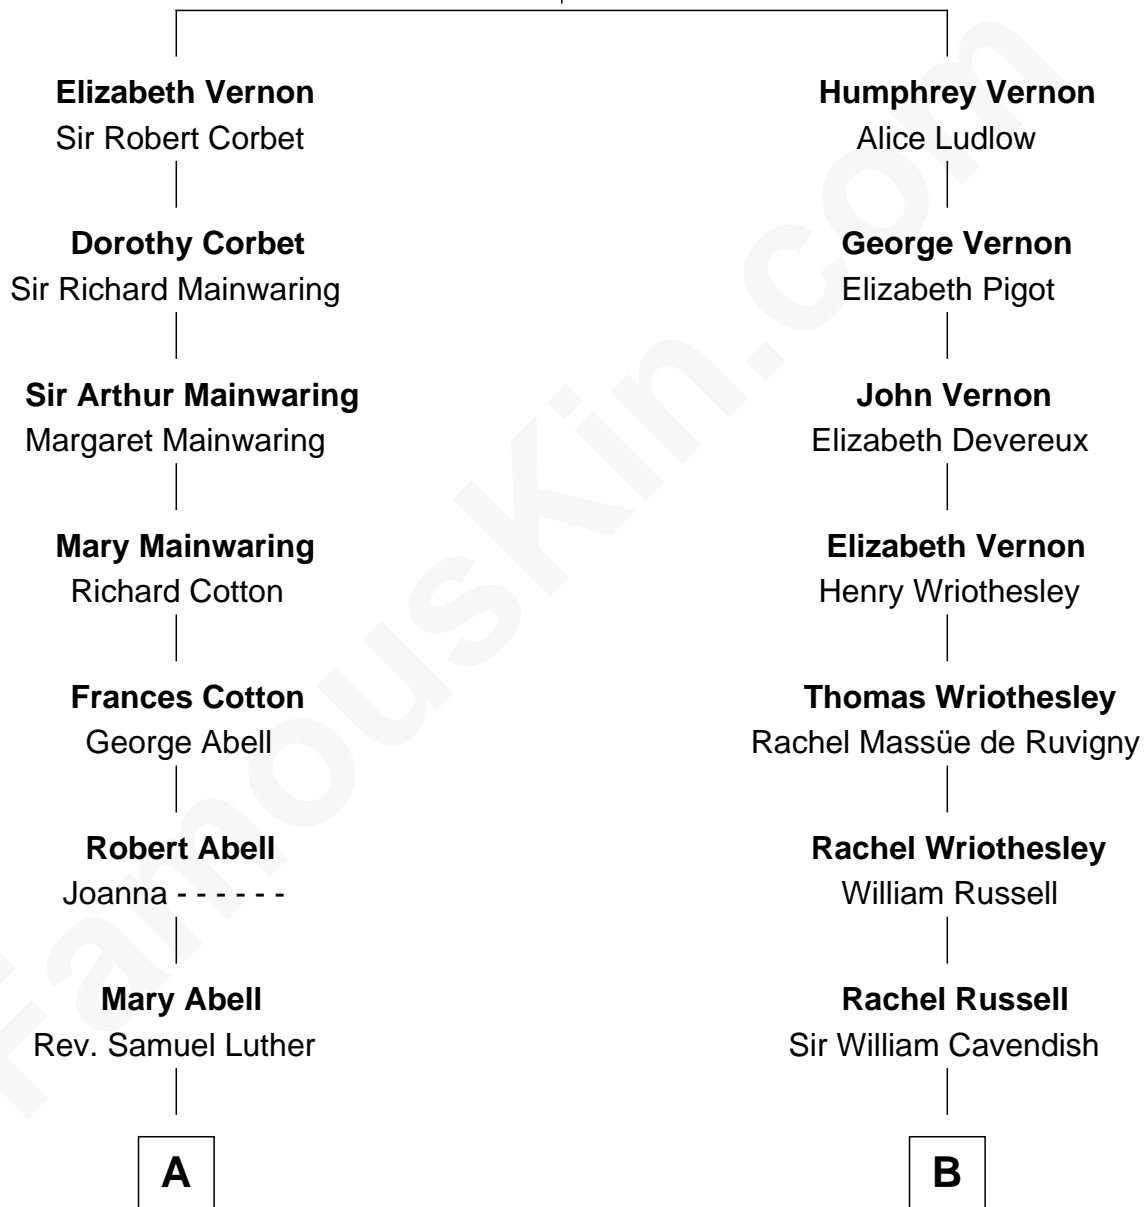 Elizabeth Vernon
Sir Robert Corbet
Humphrey Vernon
Alice Ludlow
Dorothy Corbet
Sir Richard Mainwaring
George Vernon
Elizabeth Pigot
Sir Arthur Mainwaring
Margaret Mainwaring
John Vernon
Elizabeth Devereux
Mary Mainwaring
Richard Cotton
Elizabeth Vernon
Henry Wriothesley
Frances Cotton
George Abell
Thomas Wriothesley
Rachel Massüe de Ruvigny
Robert Abell
Joanna - - - - - -
Rachel Wriothesley
William Russell
Mary Abell
Rev. Samuel Luther
Rachel Russell
Sir William Cavendish
A
B
FamousKin.com